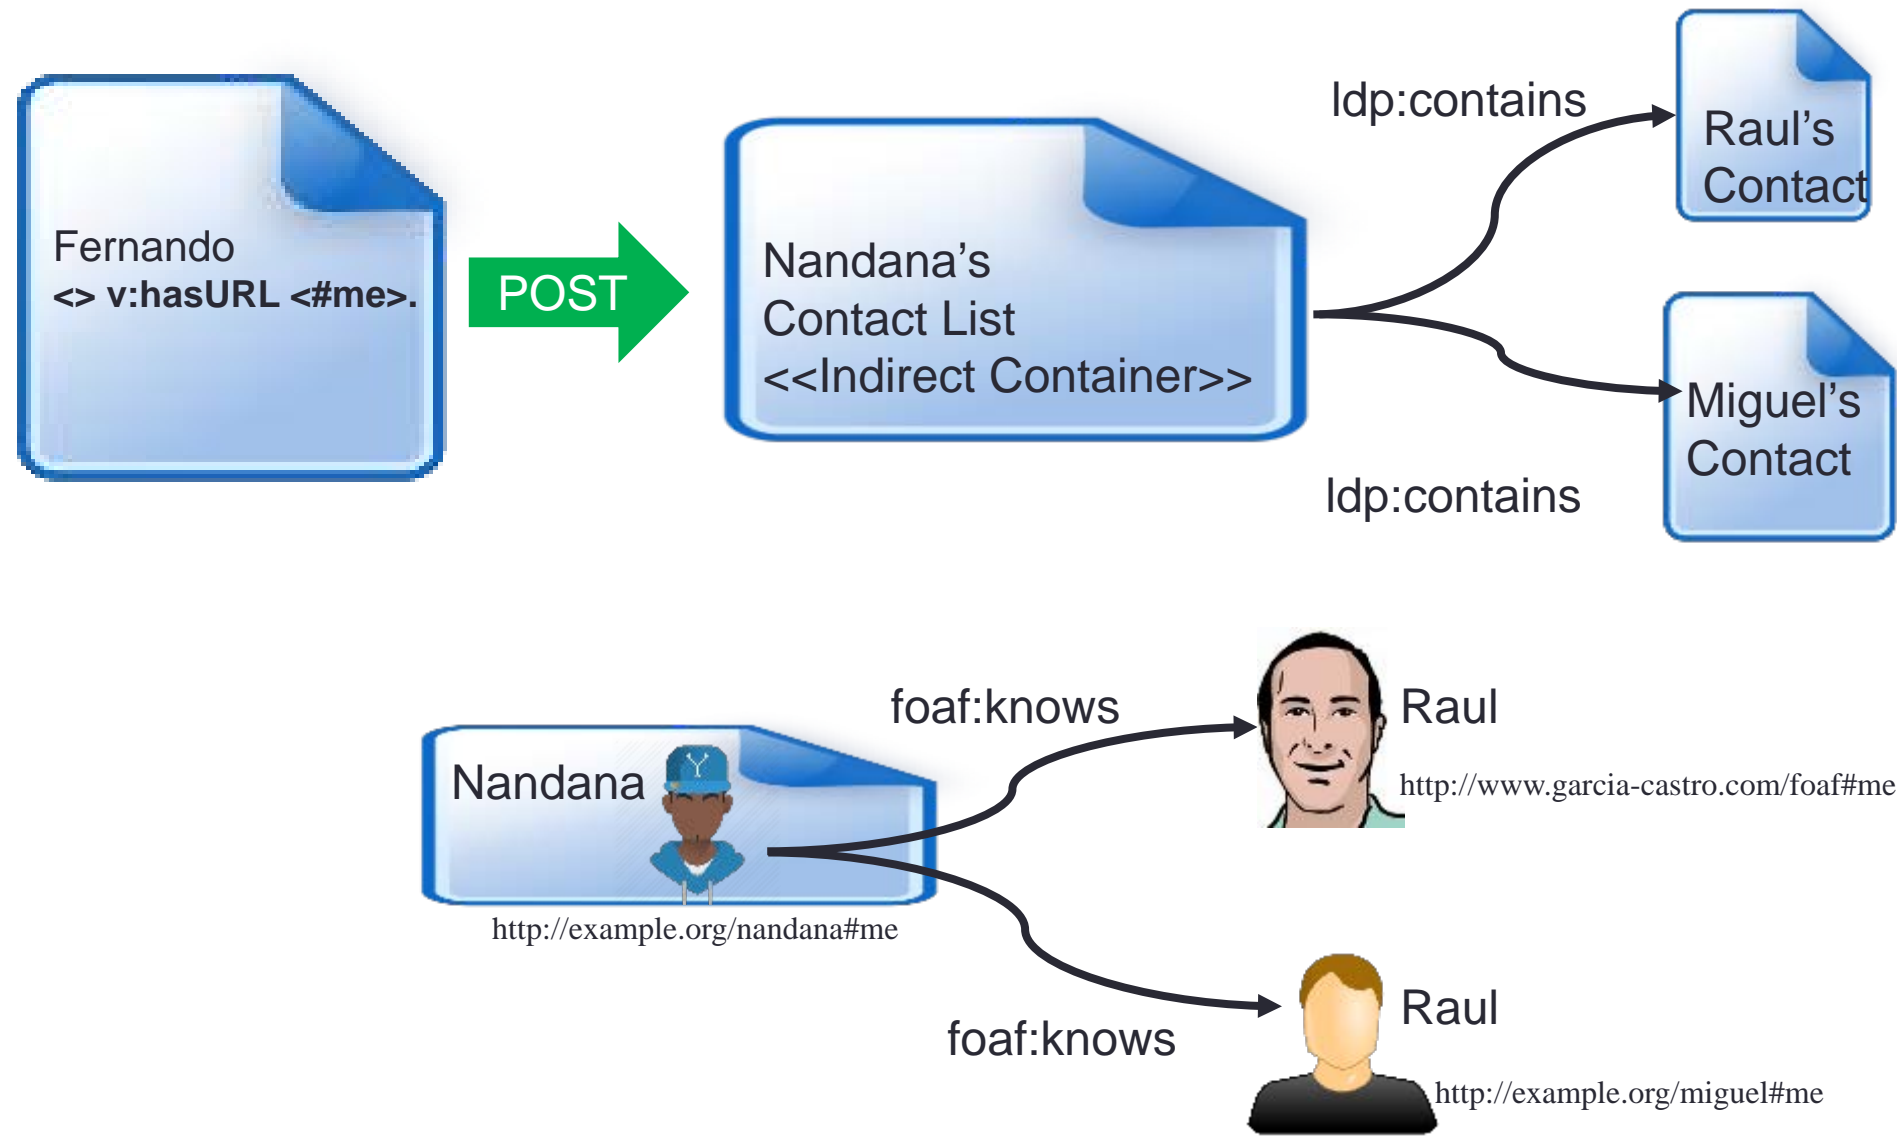 Fernando
<> v:hasURL <#me>.
POST
Nandana’s
Contact List
<<Indirect Container>>
ldp:contains
Raul’s
Contact
Miguel’s
Contact
ldp:contains
foaf:knows
Raul
http://www.garcia-castro.com/foaf#me
Nandana
Y
http://example.org/nandana#me
foaf:knows
Raul
http://example.org/miguel#me